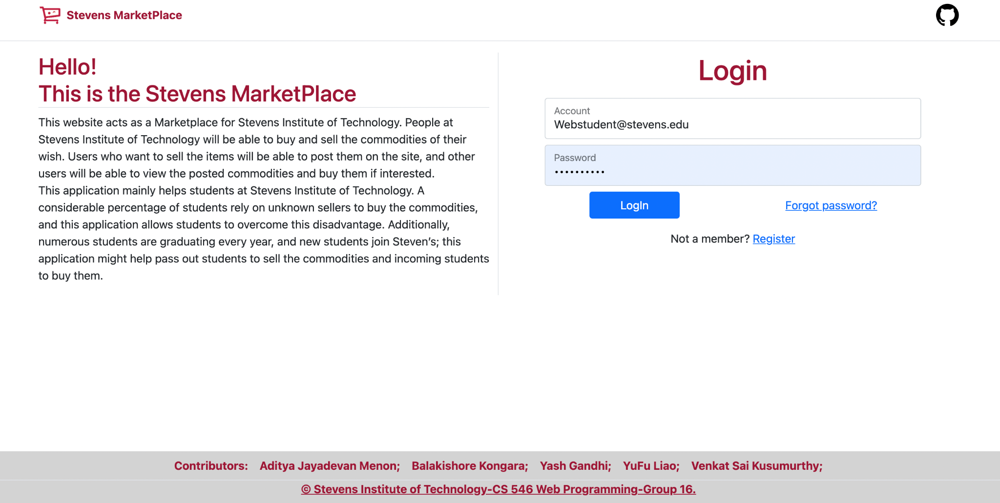 Stevens MarketPlace
Hello!
This is the Stevens MarketPlace
This website acts as a Marketplace for Stevens Institute of Technology. People at
Stevens Institute of Technology will be able to buy and sell the commodities of their
wish. Users who want to sell the items will be able to post them on the site, and other
users will be able to view the posted commodities and buy them if interested.
This application mainly helps students at Stevens Institute of Technology. A
considerable percentage of students rely on unknown sellers to buy the commodities,
and this application allows students to overcome this disadvantage. Additionally,
numerous students are graduating every year, and new students join Steven’s; this
application might help pass out students to sell the commodities and incoming students
to buy them.
Login
Account
Webstudent@stevens.edu
Password
••••••••••
LogIn Forgot password?
Not a member? Register
Contributors: Aditya Jayadevan Menon; Balakishore Kongara; Yash Gandhi; YuFu Liao; Venkat Sai Kusumurthy;
© Stevens Institute of Technology-CS 546 Web Programming-Group 16.